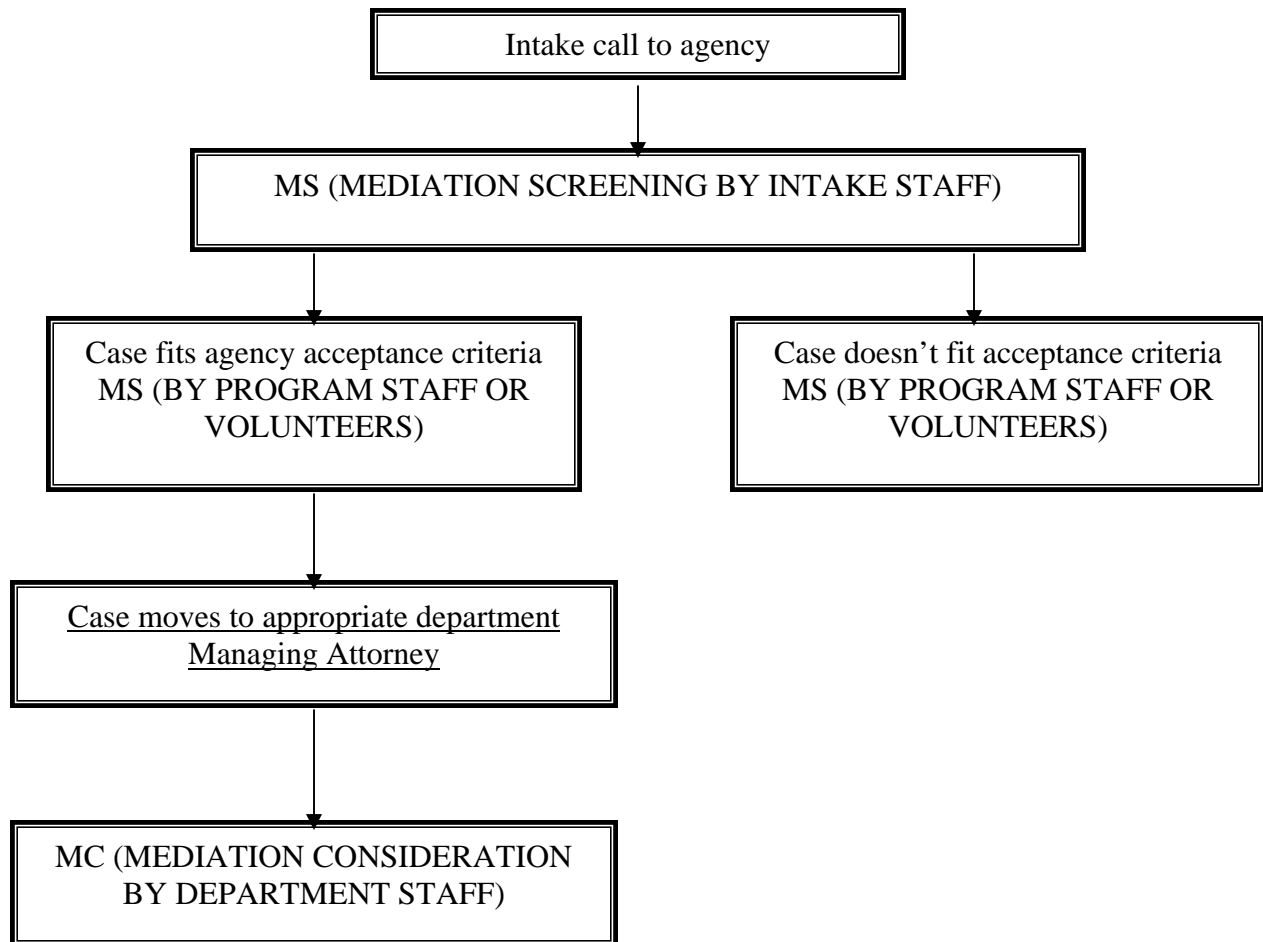 Intake call to agency
MS (MEDIATION SCREENING BY INTAKE STAFF)
Case fits agency acceptance criteria
MS (BY PROGRAM STAFF OR
VOLUNTEERS)
Case doesn't fit acceptance criteria
MS (BY PROGRAM STAFF OR
VOLUNTEERS)
Case moves to appropriate department
Managing Attorney
MC (MEDIATION CONSIDERATION
BY DEPARTMENT STAFF)